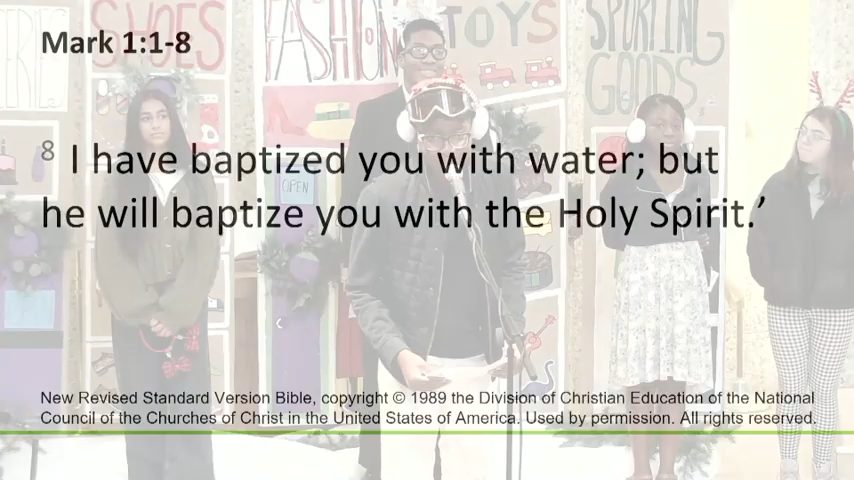 Mark 1:1-8
SHOES
FASHION
TOYS
SPORTING
GOODS
8 I have baptized you with water; but
he will baptize you with the Holy Spirit.’
OPEN
New Revised Standard Version Bible, copyright © 1989 the Division of Christian Education of the National
Council of the Churches of Christ in the United States of America. Used by permission. All rights reserved.